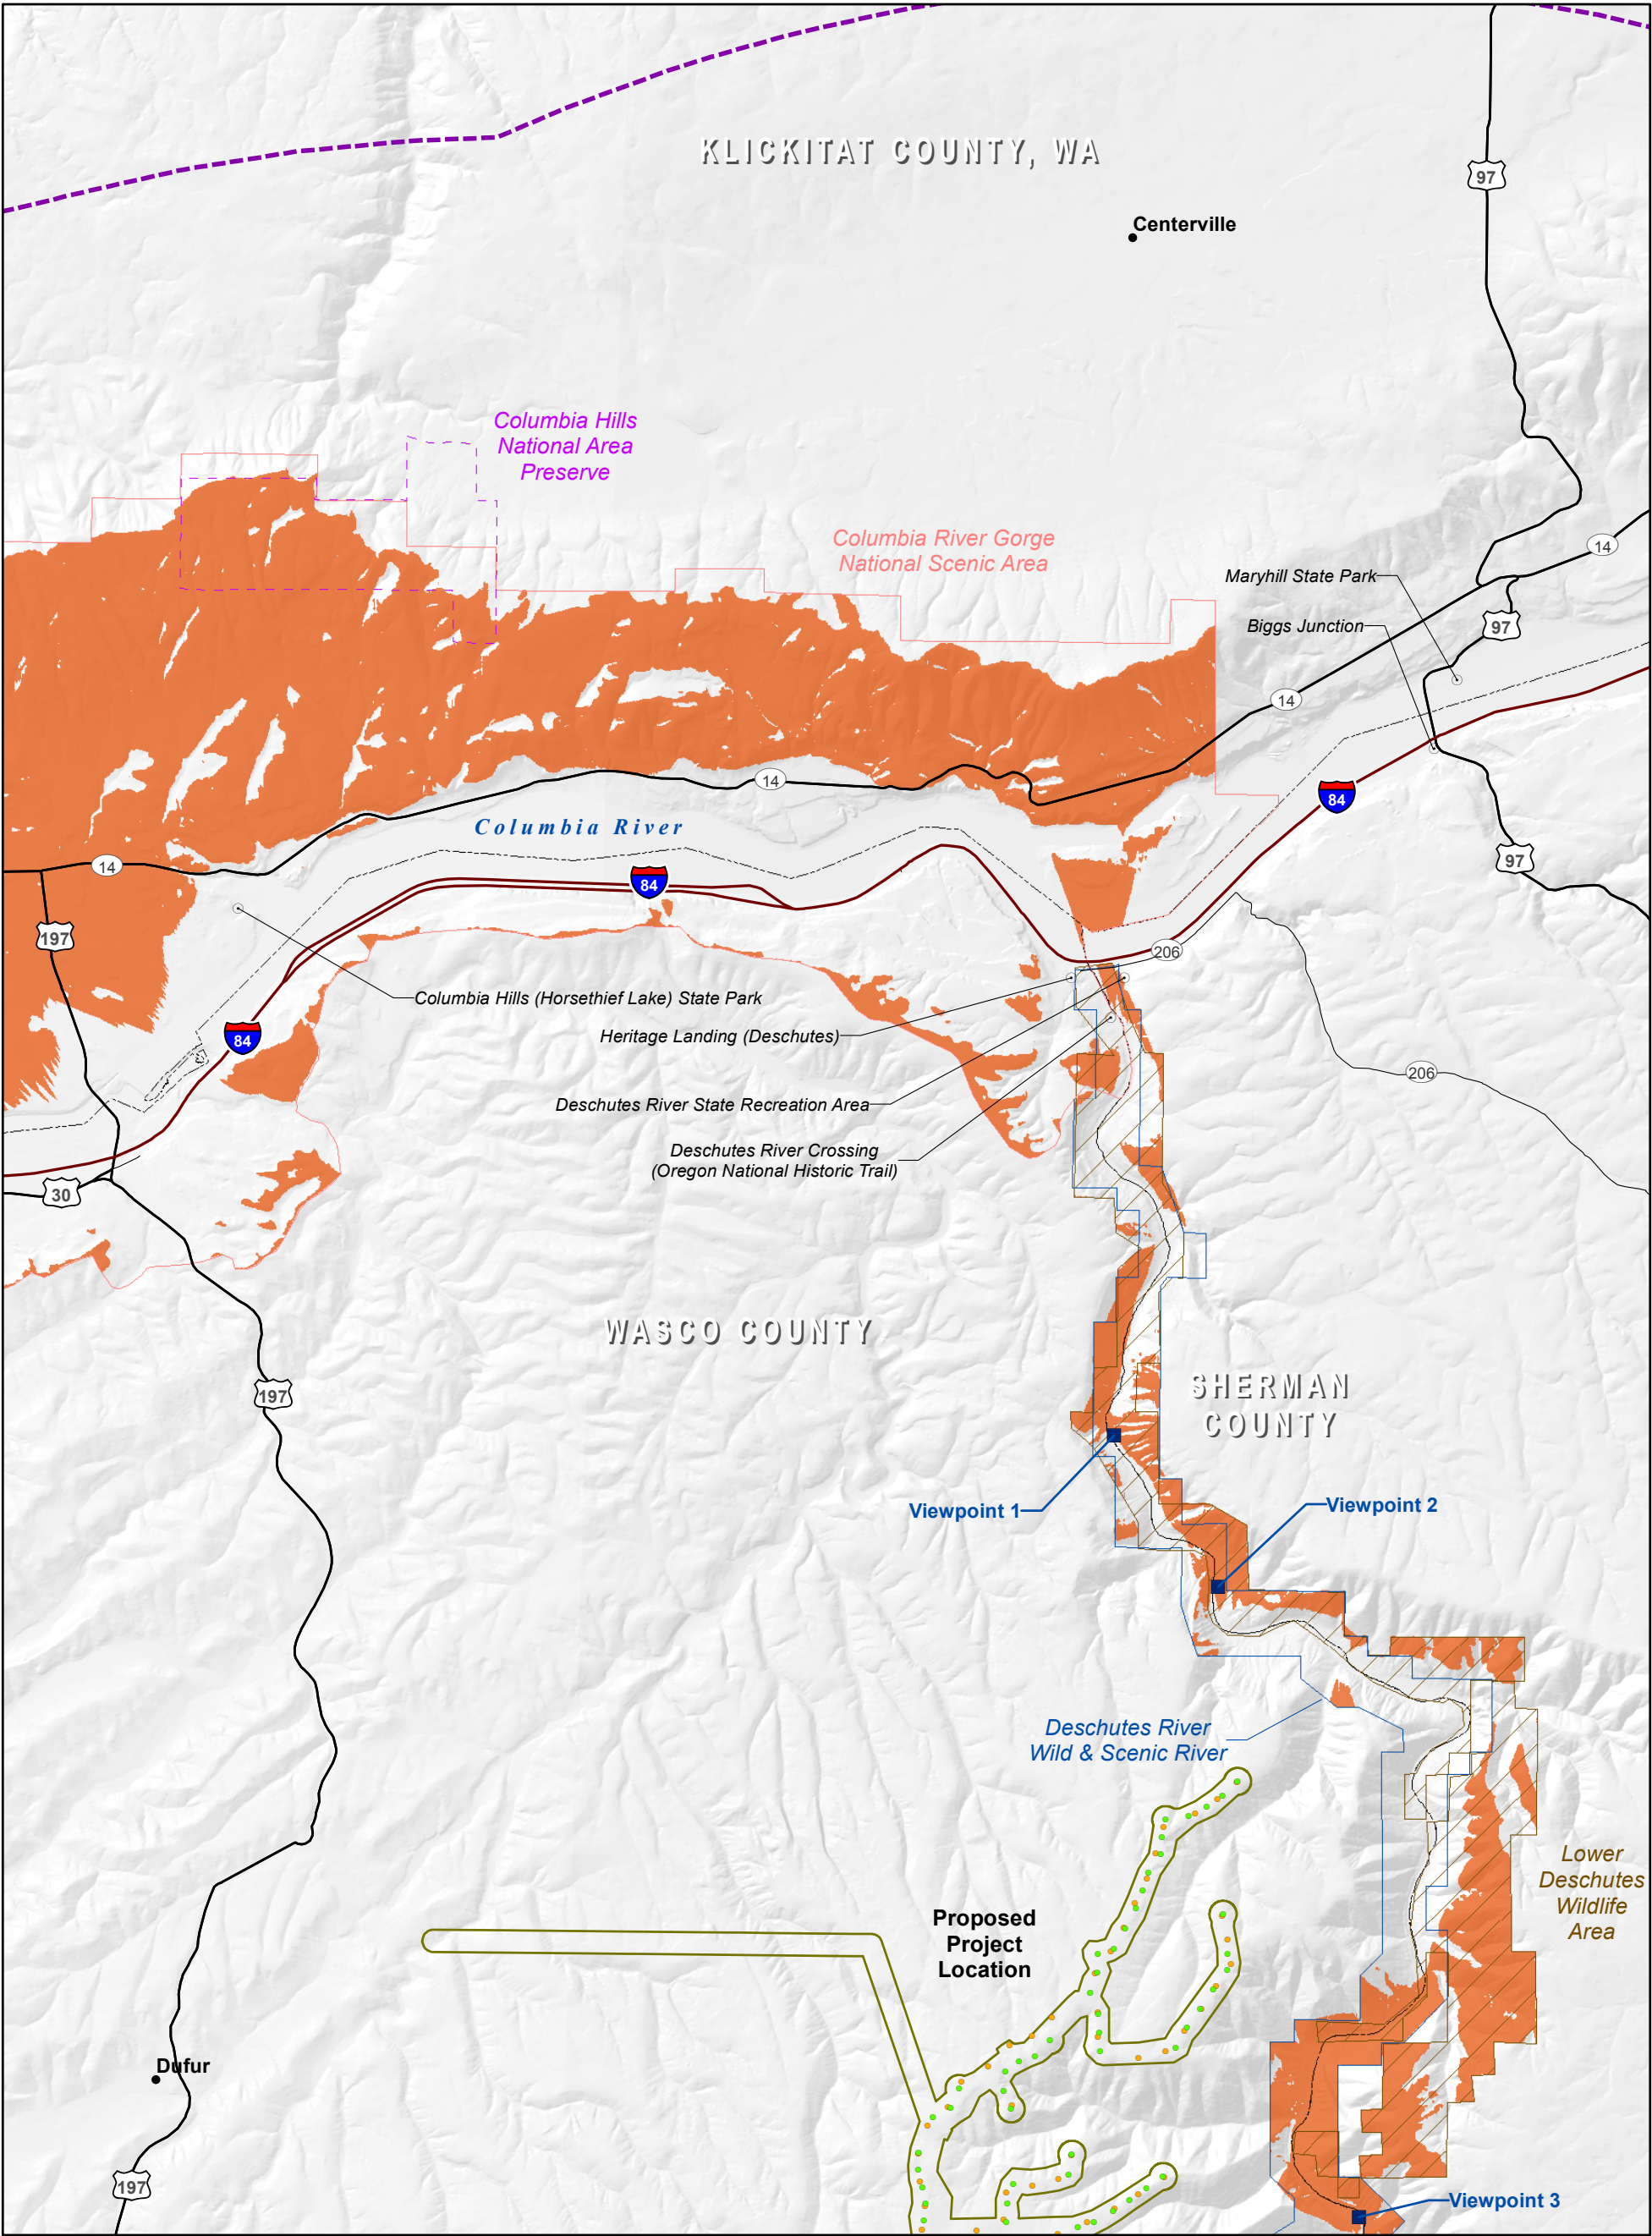 KLICKITAT COUNTY, WA
97
Centerville
Columbia Hills
National Area
Preserve
Columbia River Gorge
National Scenic Area
14
Maryhill State Park
Biggs Junction
97
14
14
Columbia River
84
84
14
97
197
206
Columbia Hills (Horsethief Lake) State Park
84
Heritage Landing (Deschutes)
206
Deschutes River State Recreation Area
Deschutes River Crossing
(Oregon National Historic Trail)
30
WASCO COUNTY
SHERMAN
COUNTY
197
Viewpoint 1
Viewpoint 2
Deschutes River
Wild & Scenic River
Lower
Deschutes
Wildlife
Area
Proposed
Project
Location
Dufur
197
Viewpoint 3